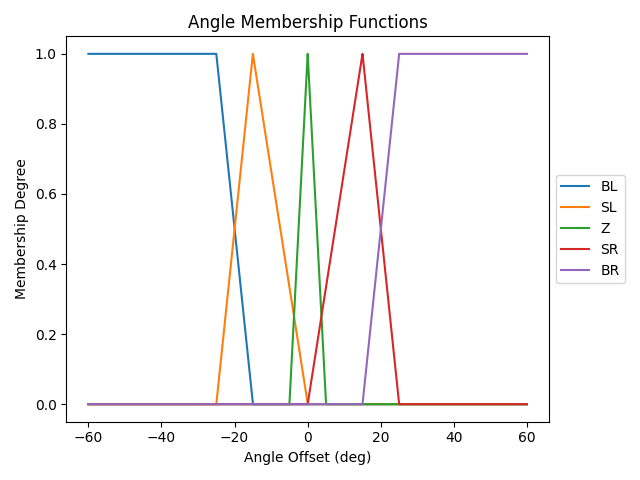 Angle Membership Functions
Membership Degree
1.0
0.8
0.6
0.4
0.2
0.0
−60 −40 −20 0 20 40 60
Angle Offset (deg)
BL
SL
Z
SR
BR